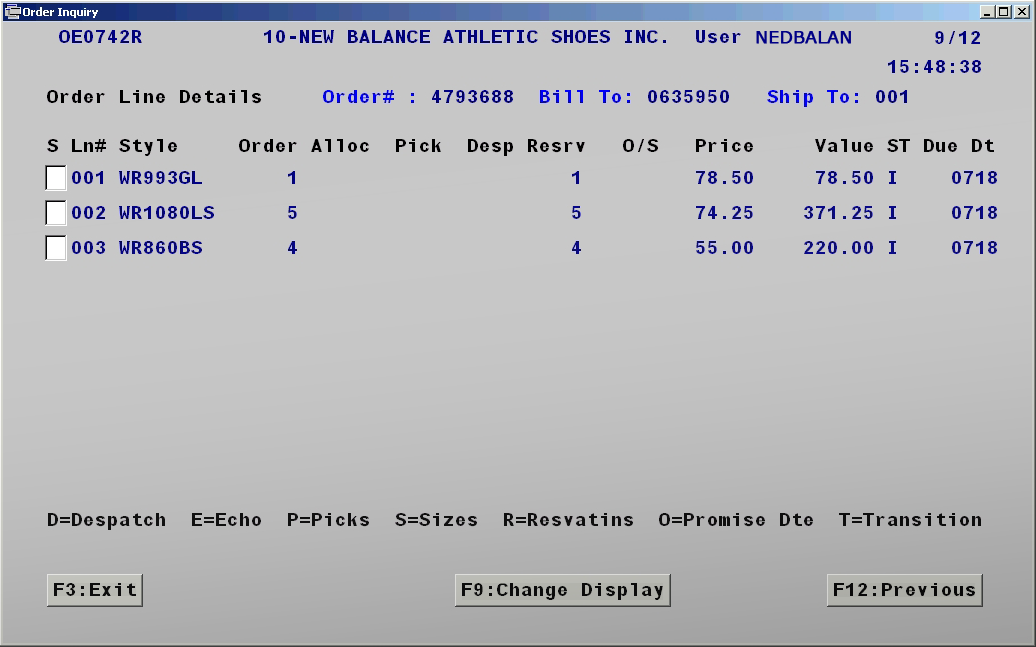 Order Inquiry
OE0742R 10-NEW BALANCE ATHLETIC SHOES INC. User NEDBALAN 9/12
15:48:38
Order Line Details Order# : 4793688 Bill To: 0635950 Ship To: 001
S Ln# Style Order Alloc Pick Desp Resrv O/S Price Value ST Due Dt
001 WR993GL 1 1 78.50 78.50 I 0718
002 WR1080LS 5 5 74.25 371.25 I 0718
003 WR860BS 4 4 55.00 220.00 I 0718
D=Despatch E=Echo P=Picks S=Sizes R=Resvatins O=Promise Dte T=Transition
F3:Exit F9:Change Display F12:Previous